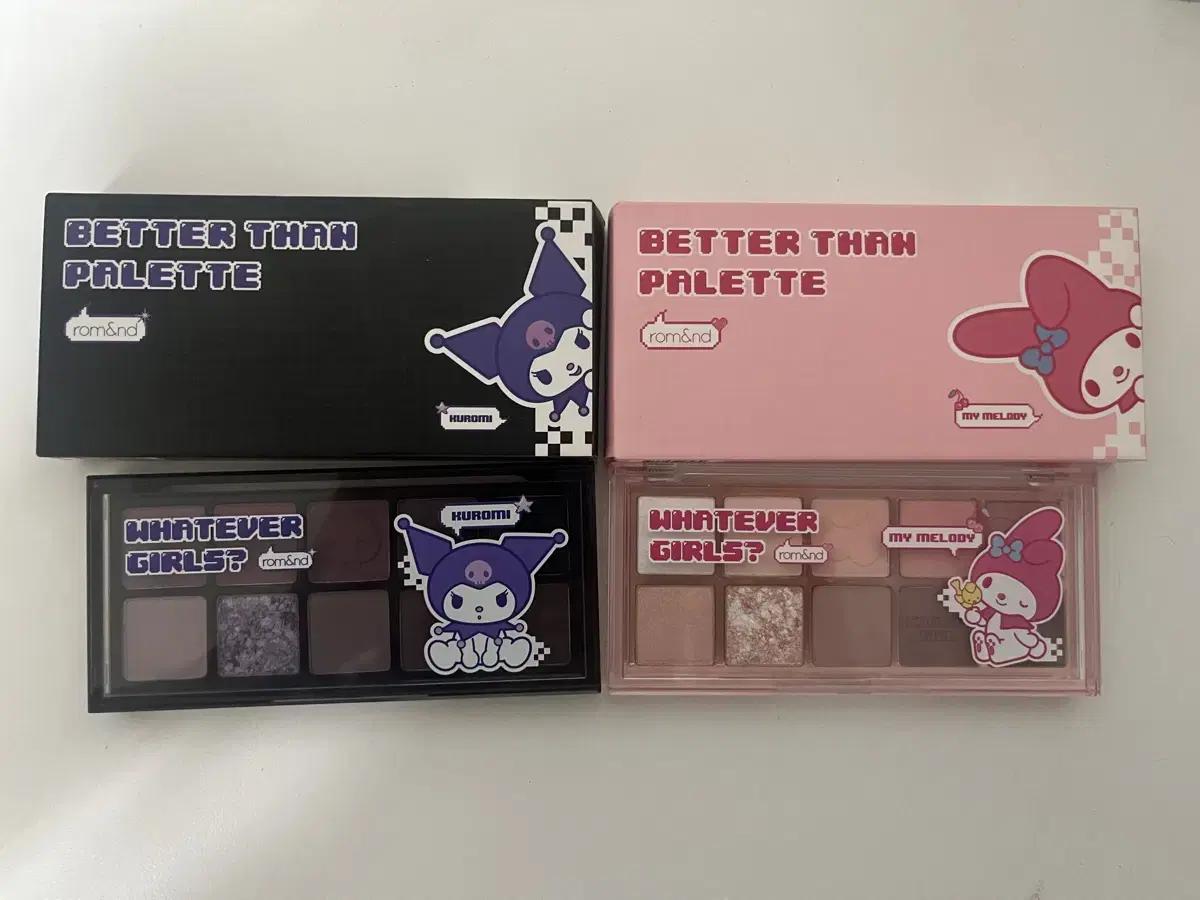 BETTER THAN
PALETTE
rom&nd
KUROMI
BETTER THAN
PALETTE
rom&nd
MY MELODY
WHATEVER
GIRLS?
rom&nd
KUROMI
WHATEVER
GIRLS?
rom&nd
MY MELODY